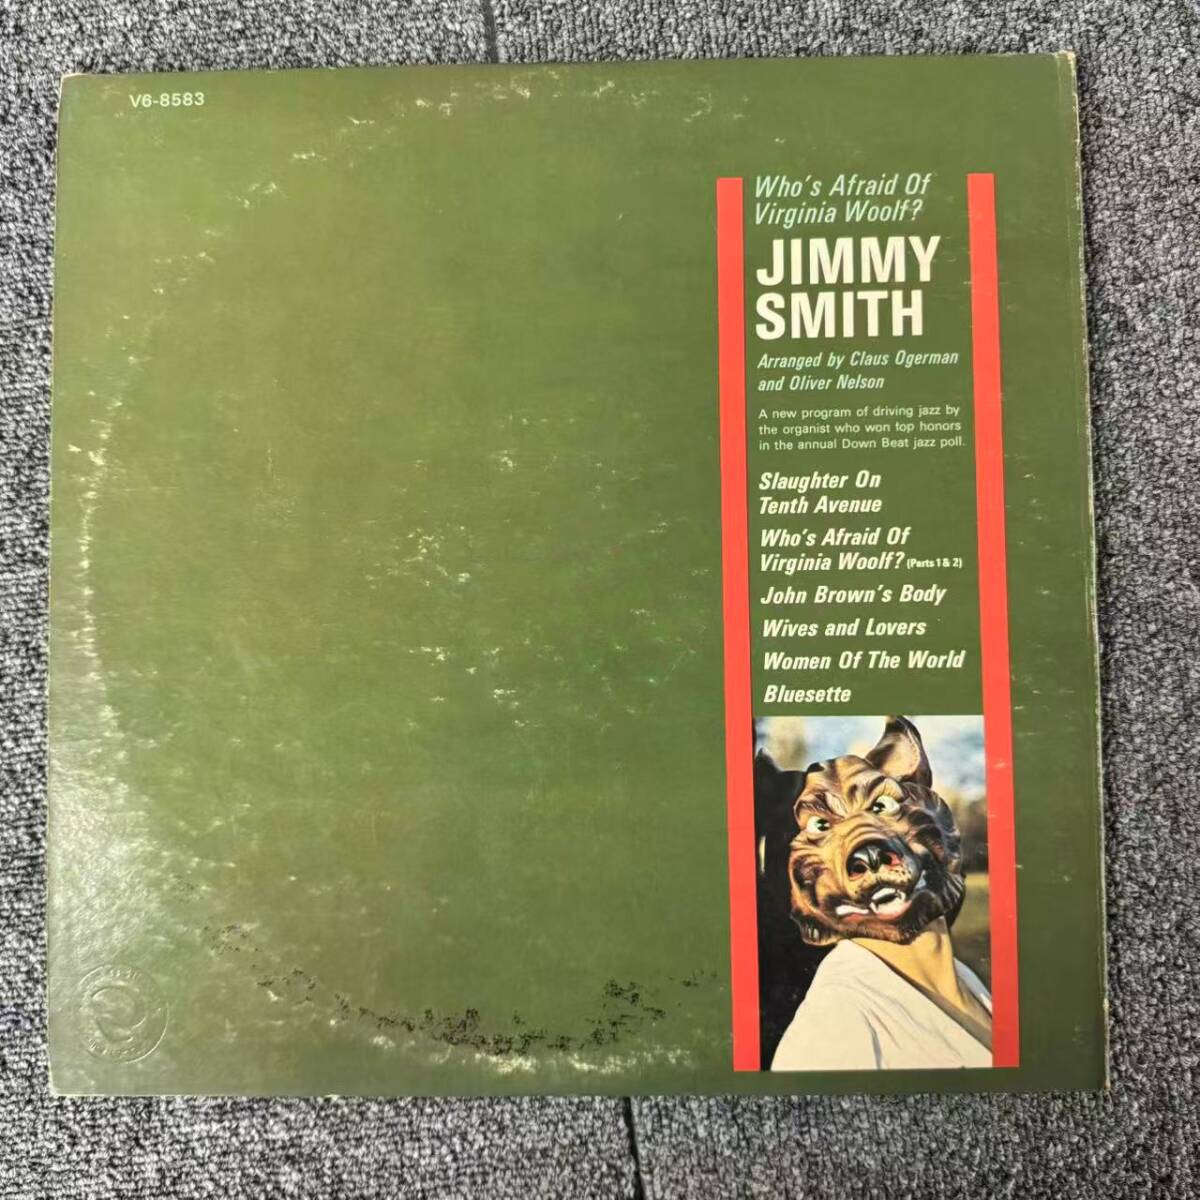 V6-8583
Who's Afraid Of
Virginia Woolf?
JIMMY
SMITH
Arranged by Claus Ogerman
and Oliver Nelson
A new program of driving jazz by
the organist who won top honors
in the annual Down Beat jazz poll.
Slaughter On
Tenth Avenue
Who's Afraid Of
Virginia Woolf? (Parts 1 & 2)
John Brown's Body
Wives and Lovers
Women Of The World
Bluesette